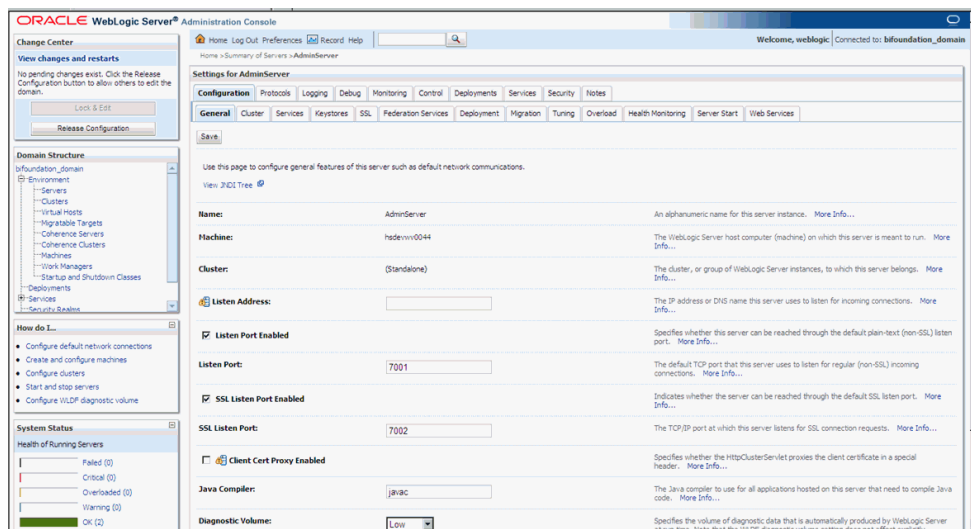 ORACLE WebLogic Server® Administration Console
Change Center
View changes and restarts
No pending changes exist. Click the Release
Configuration button to allow others to edit the
domain.
Lock & Edit
Release Configuration
Domain Structure
bifoundation_domain
Environment
Servers
Clusters
Virtual Hosts
Migratable Targets
Coherence Servers
Coherence Clusters
Machines
Work Managers
Startup and Shutdown Classes
Deployments
Services
Security Realms
How do I...
Configure default network connections
Create and configure machines
Configure clusters
Start and stop servers
Configure WLDF diagnostic volume
System Status
Health of Running Servers
Failed (0)
Critical (0)
Overloaded (0)
Warning (0)
OK (2)
Home Log Out Preferences Record Help
Welcome, weblogic Connected to: bifoundation_domain
Home >Summary of Servers >AdminServer
Settings for AdminServer
Configuration Protocols Logging Debug Monitoring Control Deployments Services Security Notes
General Cluster Services Keystores SSL Federation Services Deployment Migration Tuning Overload Health Monitoring Server Start Web Services
Save
Use this page to configure general features of this server such as default network communications.
View JNDI Tree
Name: AdminServer An alphanumeric name for this server instance. More Info...
Machine: hsdevwv0044 The WebLogic Server host computer (machine) on which this server is meant to run. More
Info...
Cluster: (Standalone) The cluster, or group of WebLogic Server instances, to which this server belongs. More
Info...
Listen Address: The IP address or DNS name this server uses to listen for incoming connections. More
Info...
Listen Port Enabled Specifies whether this server can be reached through the default plain-text (non-SSL) listen
port. More Info...
Listen Port: 7001 The default TCP port that this server uses to listen for regular (non-SSL) incoming
connections. More Info...
SSL Listen Port Enabled Indicates whether the server can be reached through the default SSL listen port. More
Info...
SSL Listen Port: 7002 The TCP/IP port at which this server listens for SSL connection requests. More Info...
Client Cert Proxy Enabled Specifies whether the HttpClusterServlet proxies the client certificate in a special
header. More Info...
Java Compiler: javac The Java compiler to use for all applications hosted on this server that need to compile Java
code. More Info...
Diagnostic Volume: Low Specifies the volume of diagnostic data that is automatically produced by WebLogic Server